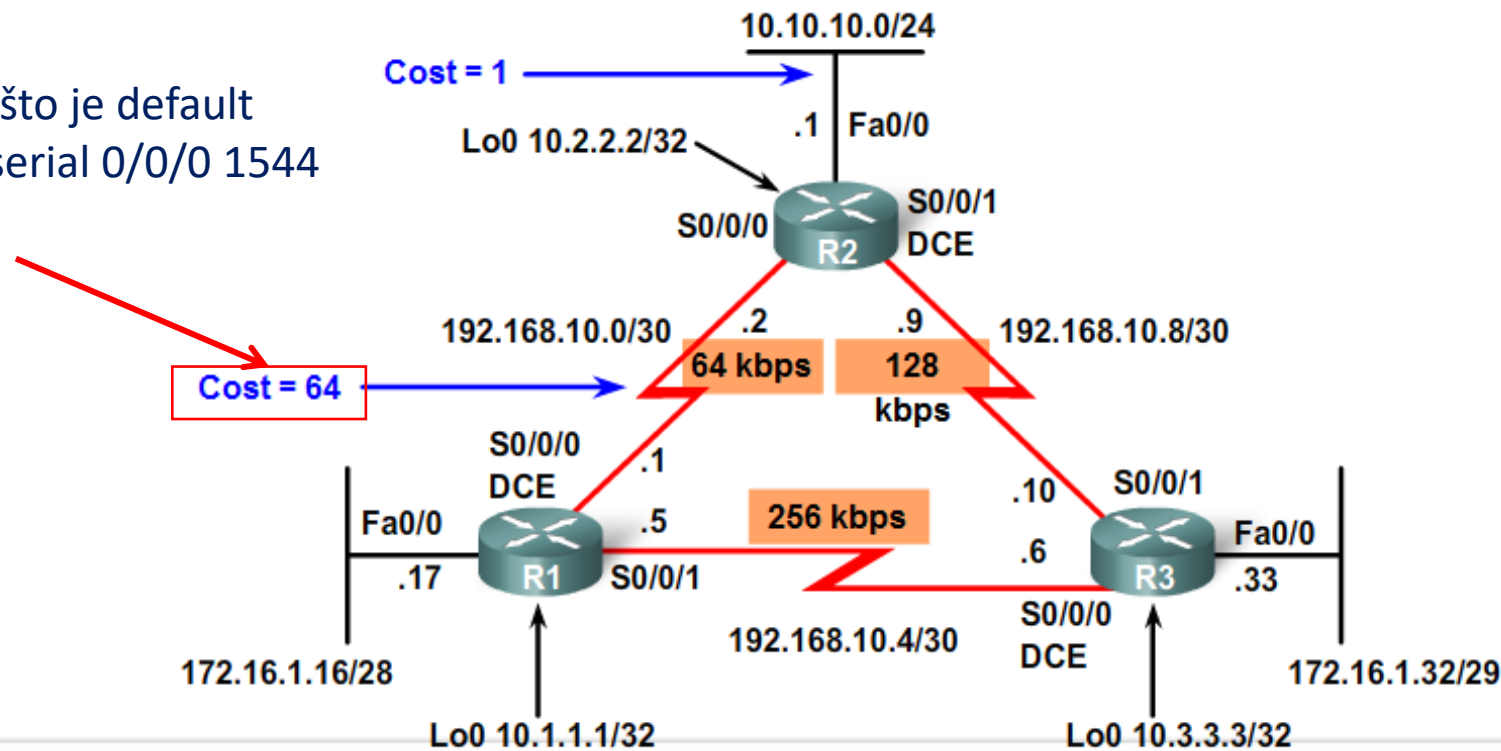 10.10.10.0/24
Cost = 1
što je default
serial 0/0/0 1544
Lo0 10.2.2.2/32
.1
Fa0/0
S0/0/0
R2
S0/0/1
DCE
192.168.10.0/30
.2
.9
192.168.10.8/30
64 kbps
128
kbps
Cost = 64
S0/0/0
DCE
.1
.5
256 kbps
.10
S0/0/1
Fa0/0
.17
R1
S0/0/1
.6
R3
Fa0/0
.33
192.168.10.4/30
S0/0/0
DCE
172.16.1.16/28
172.16.1.32/29
Lo0 10.1.1.1/32
Lo0 10.3.3.3/32